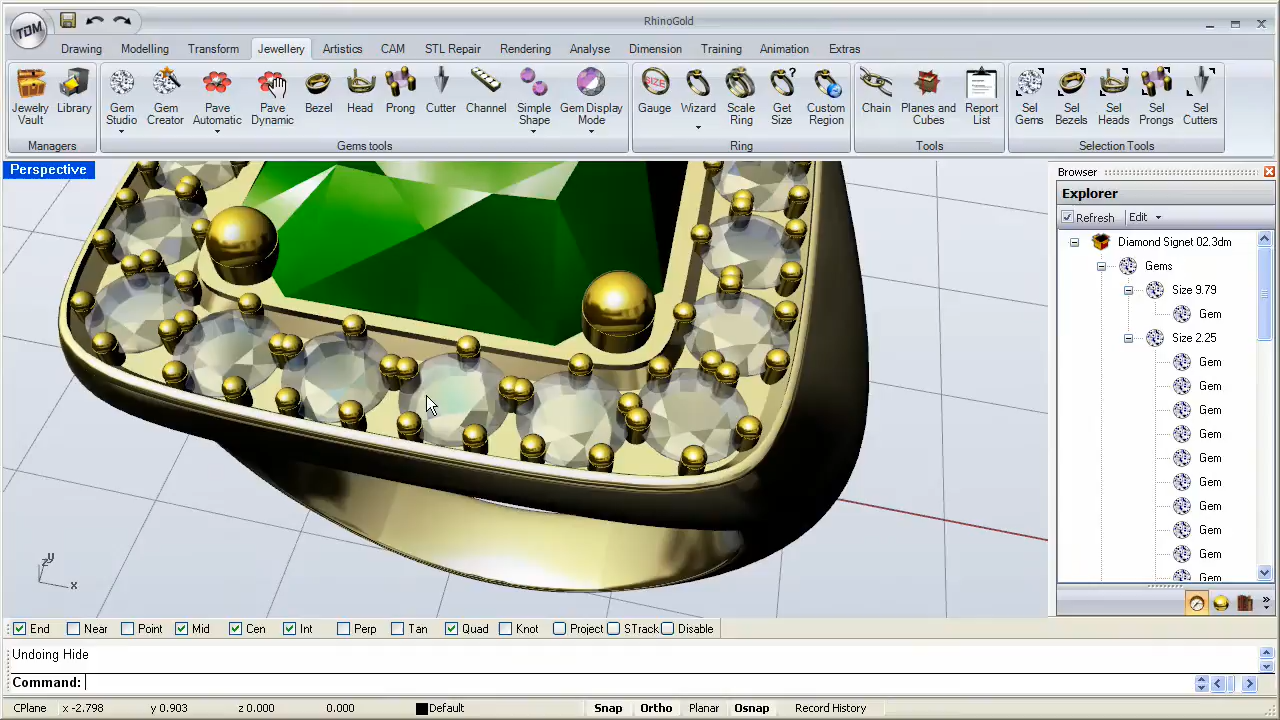 RhinoGold
TDM
Drawing Modelling Transform Jewellery Artistics CAM STL Repair Rendering Analyse Dimension Training Animation Extras
Jewelry Vault
Library
Gem Studio
Gem Creator
Pave Automatic
Pave Dynamic
Bezel
Head
Prong
Cutter
Channel
Simple Shape
Gem Display Mode
SIZE
Gauge
Wizard
Scale Ring
Get Size
Custom Region
Chain
Planes and Cubes
Report List
Sel Gems
Sel Bezels
Sel Heads
Sel Prongs
Sel Cutters
Managers Gems tools Ring Tools Selection Tools
Perspective
Browser
Explorer
Refresh Edit
Diamond Signet 02.3dm
Gems
Size 9.79
Gem
Size 2.25
Gem
Gem
Gem
Gem
Gem
Gem
Gem
Gem
Gem
Gem
z y x
End Near Point Mid Cen Int Perp Tan Quad Knot Project STrack Disable
Undoing Hide
Command:
CPlane x -2.798 y 0.903 z 0.000 0.000 Default Snap Ortho Planar Osnap Record History